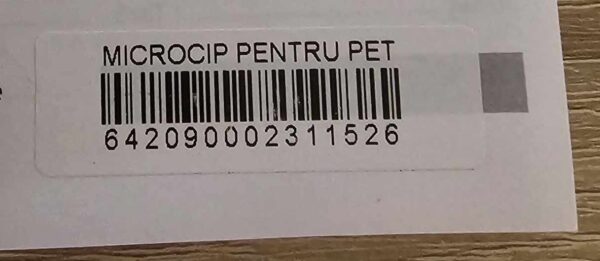 MICROCIP PENTRU PET
642090002311526